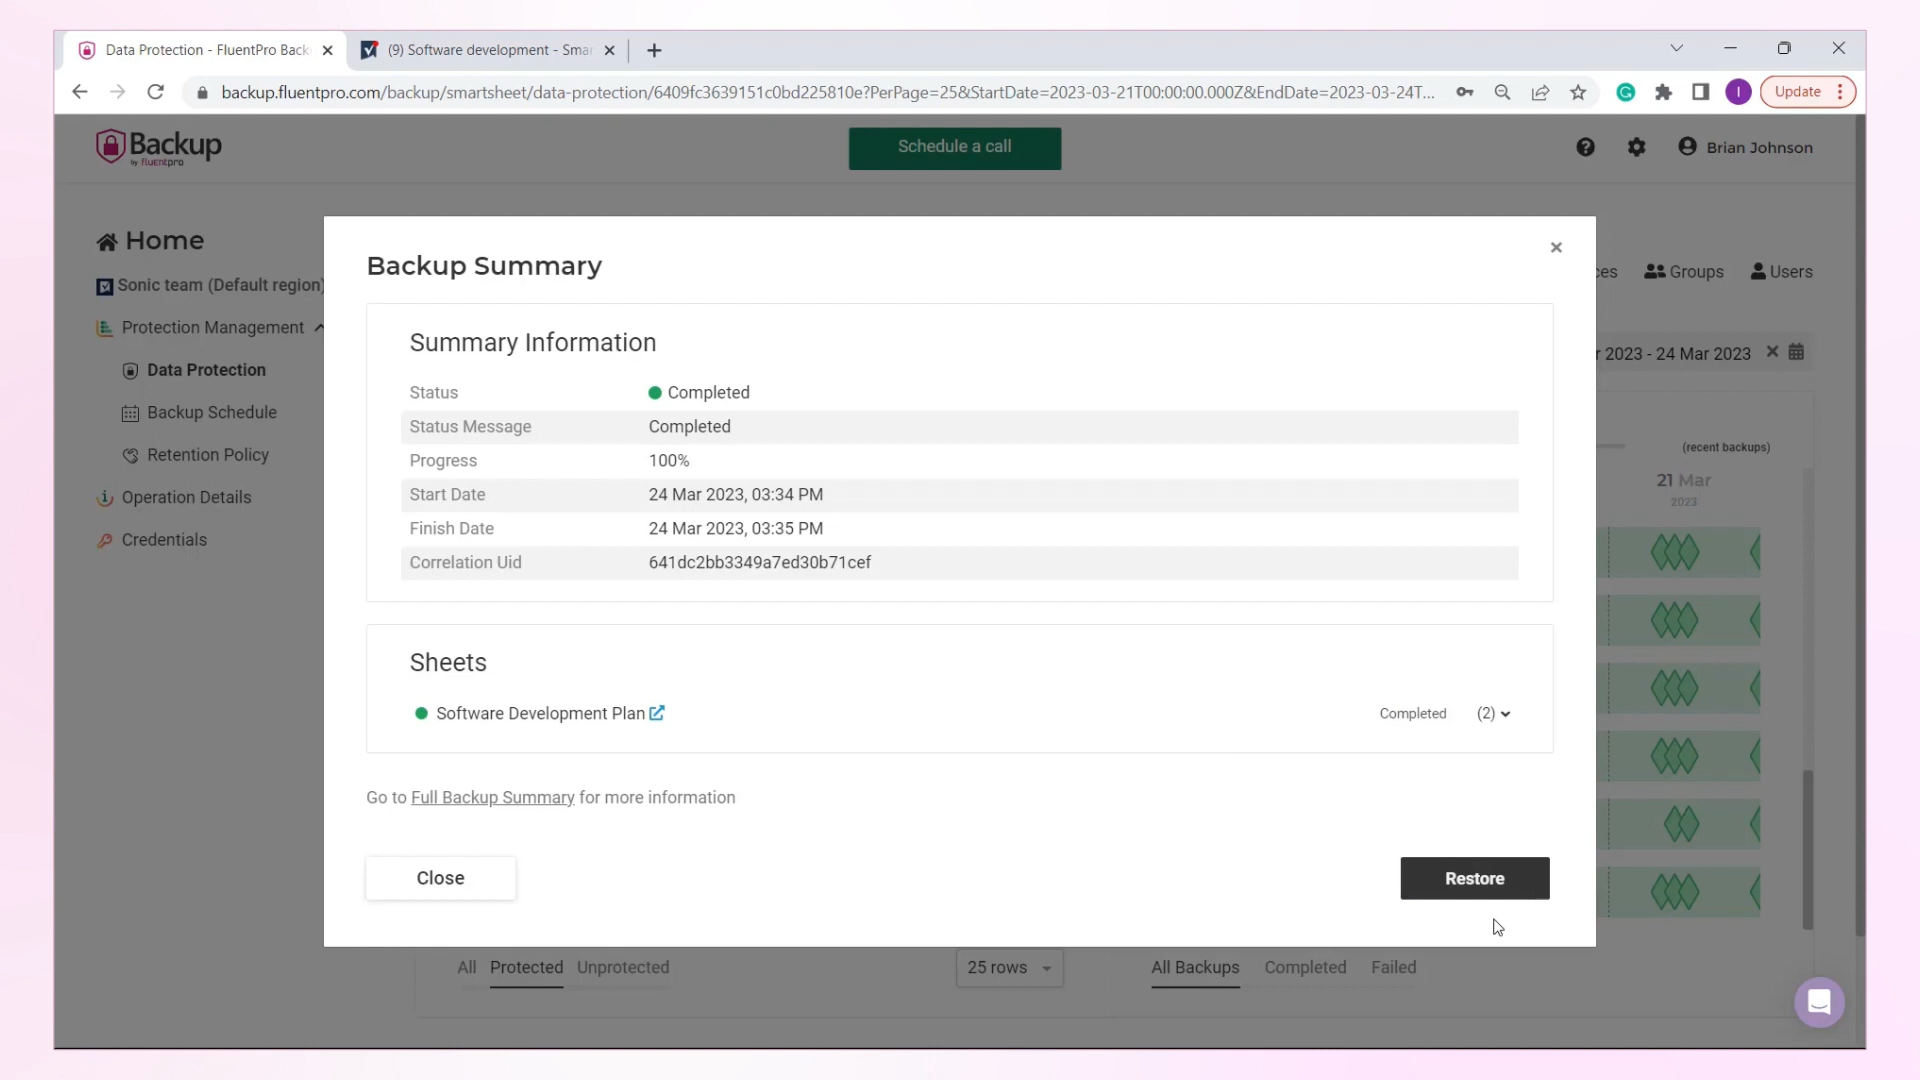 Data Protection - FluentPro Back
(9) Software development - Smar
backup.fluentpro.com/backup/smartsheet/data-protection/6409fc3639151c0bd225810e?PerPage=25&StartDate=2023-03-21T00:00:00.000Z&EndDate=2023-03-24T...
I
Update
Backup
by fluentpro
Schedule a call
Brian Johnson
Home
Sonic team (Default region)
Protection Management
Data Protection
Backup Schedule
Retention Policy
Operation Details
Credentials
Backup Summary
Summary Information
Status Completed
Status Message Completed
Progress 100%
Start Date 24 Mar 2023, 03:34 PM
Finish Date 24 Mar 2023, 03:35 PM
Correlation Uid 641dc2bb3349a7ed30b71cef
Sheets
Software Development Plan Completed (2)
Go to Full Backup Summary for more information
Close
Restore
ces Groups Users
r 2023 - 24 Mar 2023
(recent backups)
21 Mar
2023
All Protected Unprotected
25 rows
All Backups Completed Failed